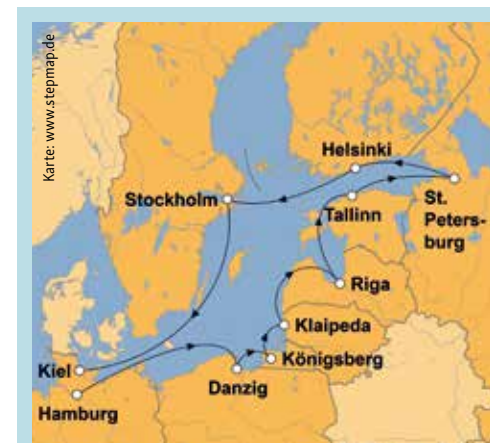 Karte: www.stepmap.de
Helsinki
Stockholm
Tallinn
St.
Peters-
burg
Riga
Klaipeda
Königsberg
Kiel
Danzig
Hamburg